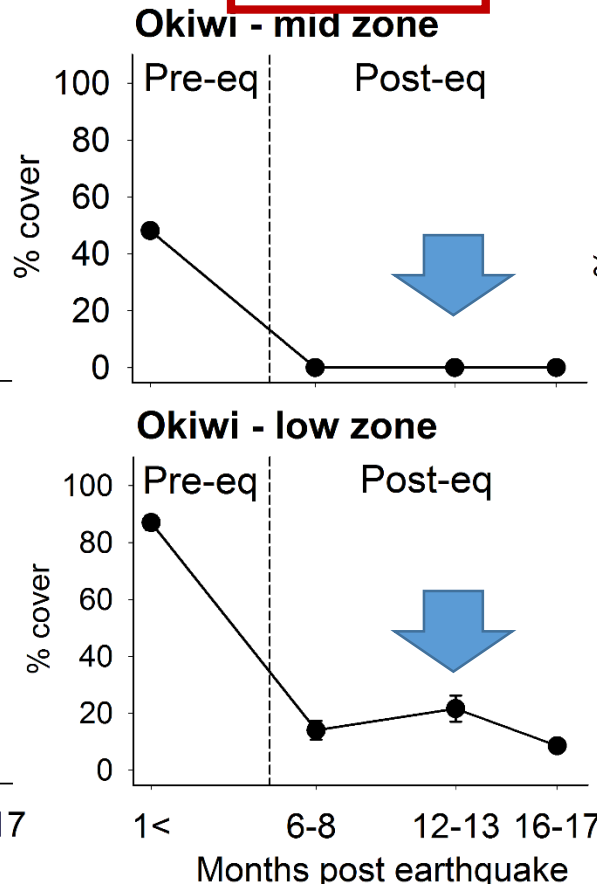 Okiwi - mid zone
Pre-eq Post-eq
100
80
60
40
20
0
% cover
Okiwi - low zone
Pre-eq Post-eq
100
80
60
40
20
0
% cover
17 1< 6-8 12-13 16-17
Months post earthquake